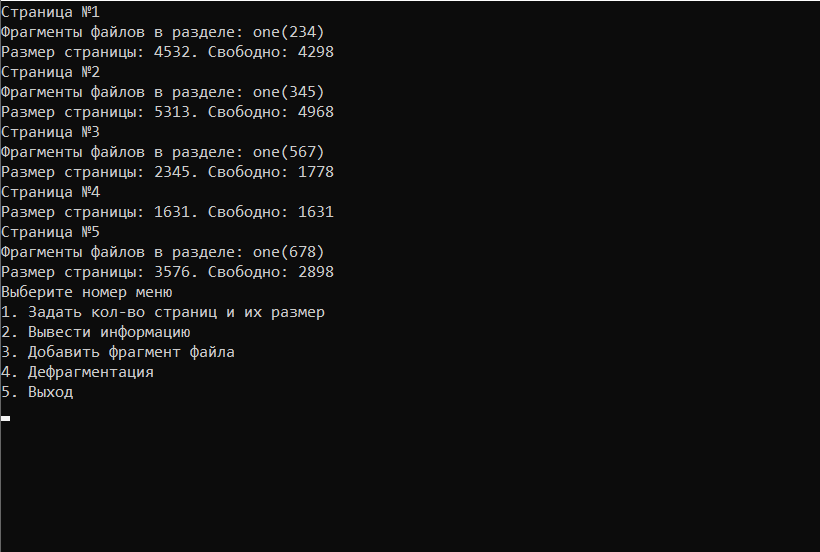 Страница №1
Фрагменты файлов в разделе: one(234)
Размер страницы: 4532. Свободно: 4298
Страница №2
Фрагменты файлов в разделе: one(345)
Размер страницы: 5313. Свободно: 4968
Страница №3
Фрагменты файлов в разделе: one(567)
Размер страницы: 2345. Свободно: 1778
Страница №4
Размер страницы: 1631. Свободно: 1631
Страница №5
Фрагменты файлов в разделе: one(678)
Размер страницы: 3576. Свободно: 2898
Выберите номер меню
1. Задать кол-во страниц и их размер
2. Вывести информацию
3. Добавить фрагмент файла
4. Дефрагментация
5. Выход